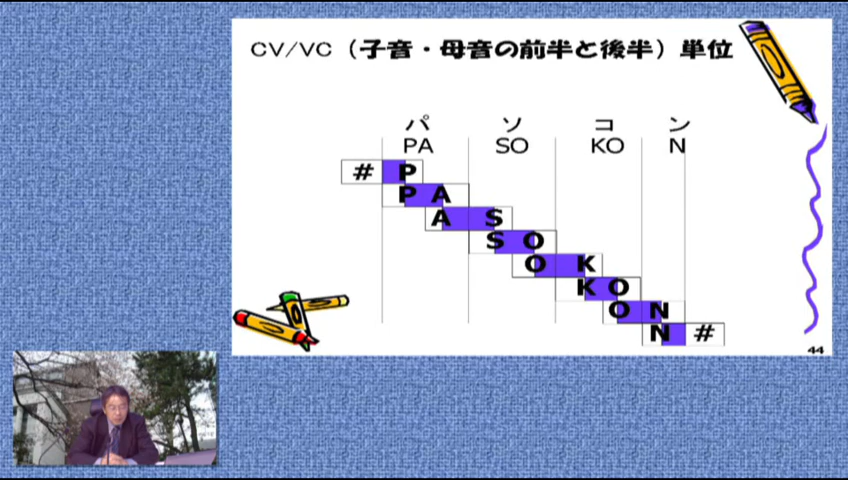 CV/VC（子音・母音の前半と後半）単位
パ ソ コ ン
PA SO KO N
# P
P A
A S
S O
O K
K O
O N
N #
44